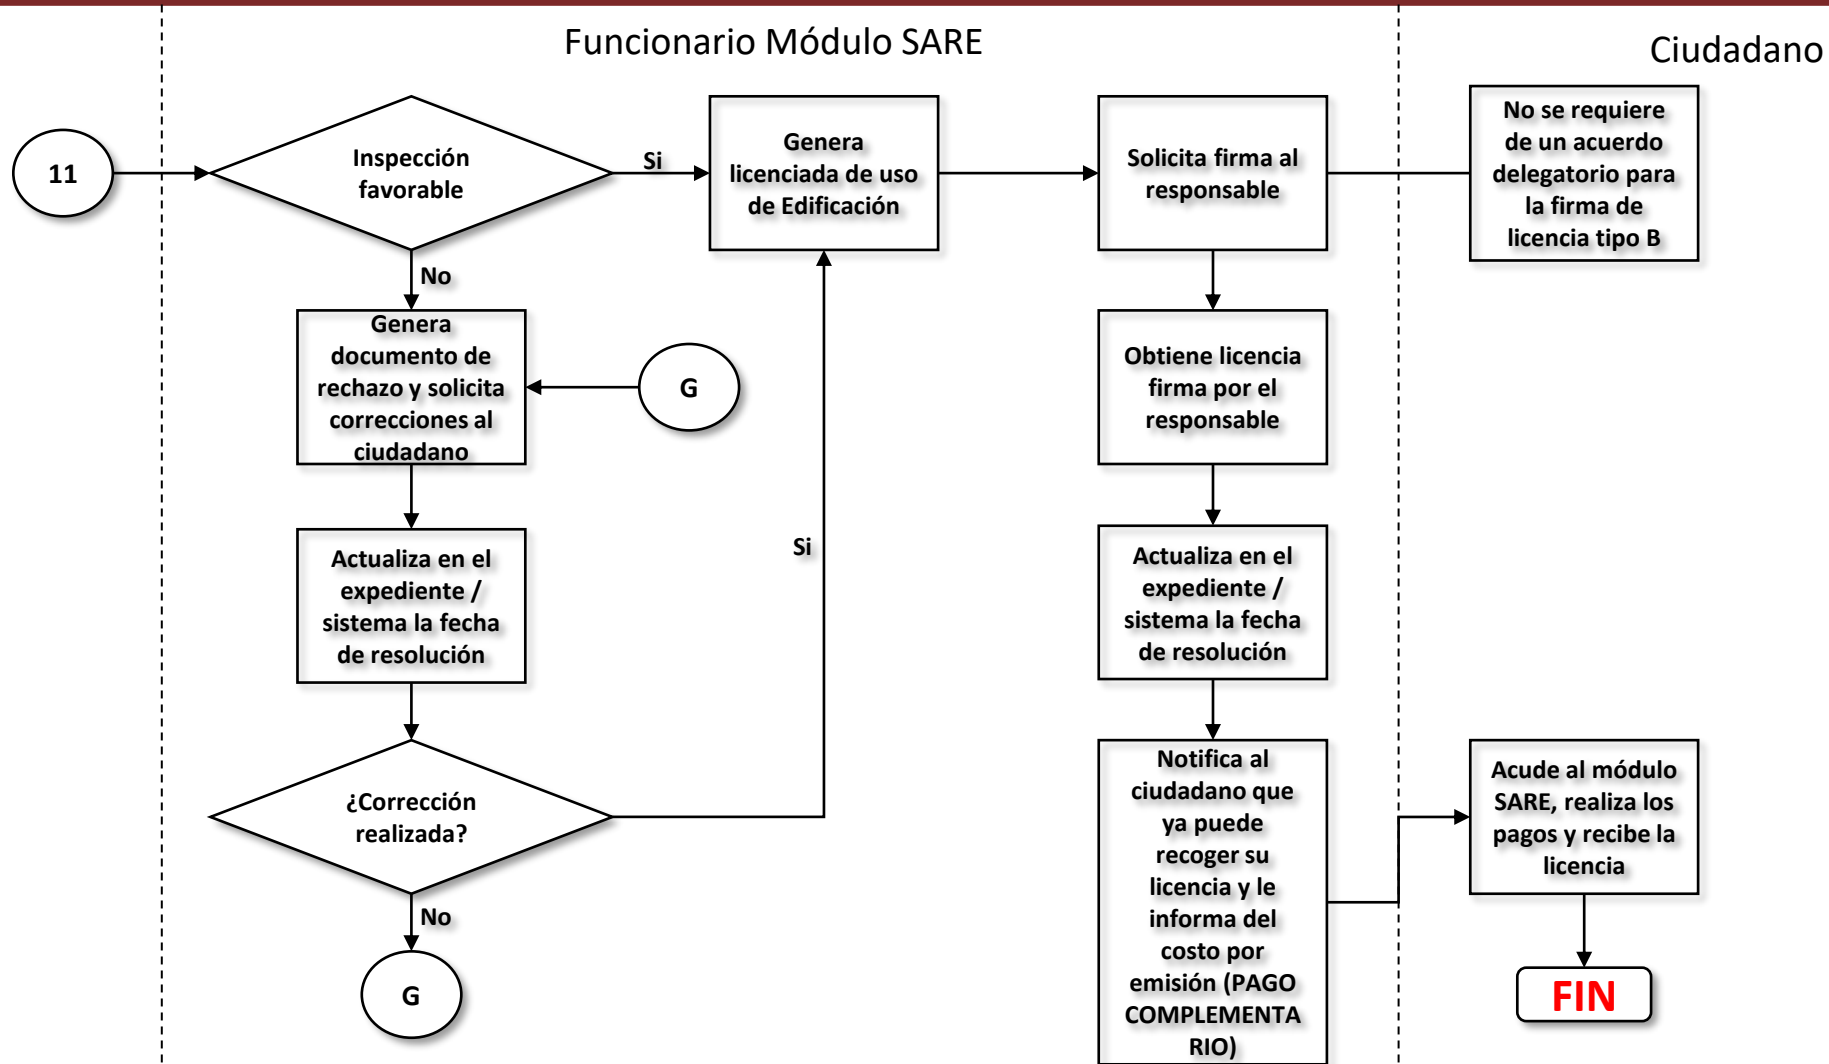 Funcionario Módulo SARE
Ciudadano
11
Inspección
favorable
Si
No
Genera
licenciada de uso
de Edificación
Solicita firma al
responsable
No se requiere
de un acuerdo
delegatorio para
la firma de
licencia tipo B
Genera
documento de
rechazo y solicita
correcciones al
ciudadano
G
Obtiene licencia
firma por el
responsable
Actualiza en el
expediente /
sistema la fecha
de resolución
Si
Actualiza en el
expediente /
sistema la fecha
de resolución
¿Corrección
realizada?
No
G
Notifica al
ciudadano que
ya puede
recoger su
licencia y le
informa del
costo por
emisión (PAGO
COMPLEMENTA
RIO)
Acude al módulo
SARE, realiza los
pagos y recibe la
licencia
FIN